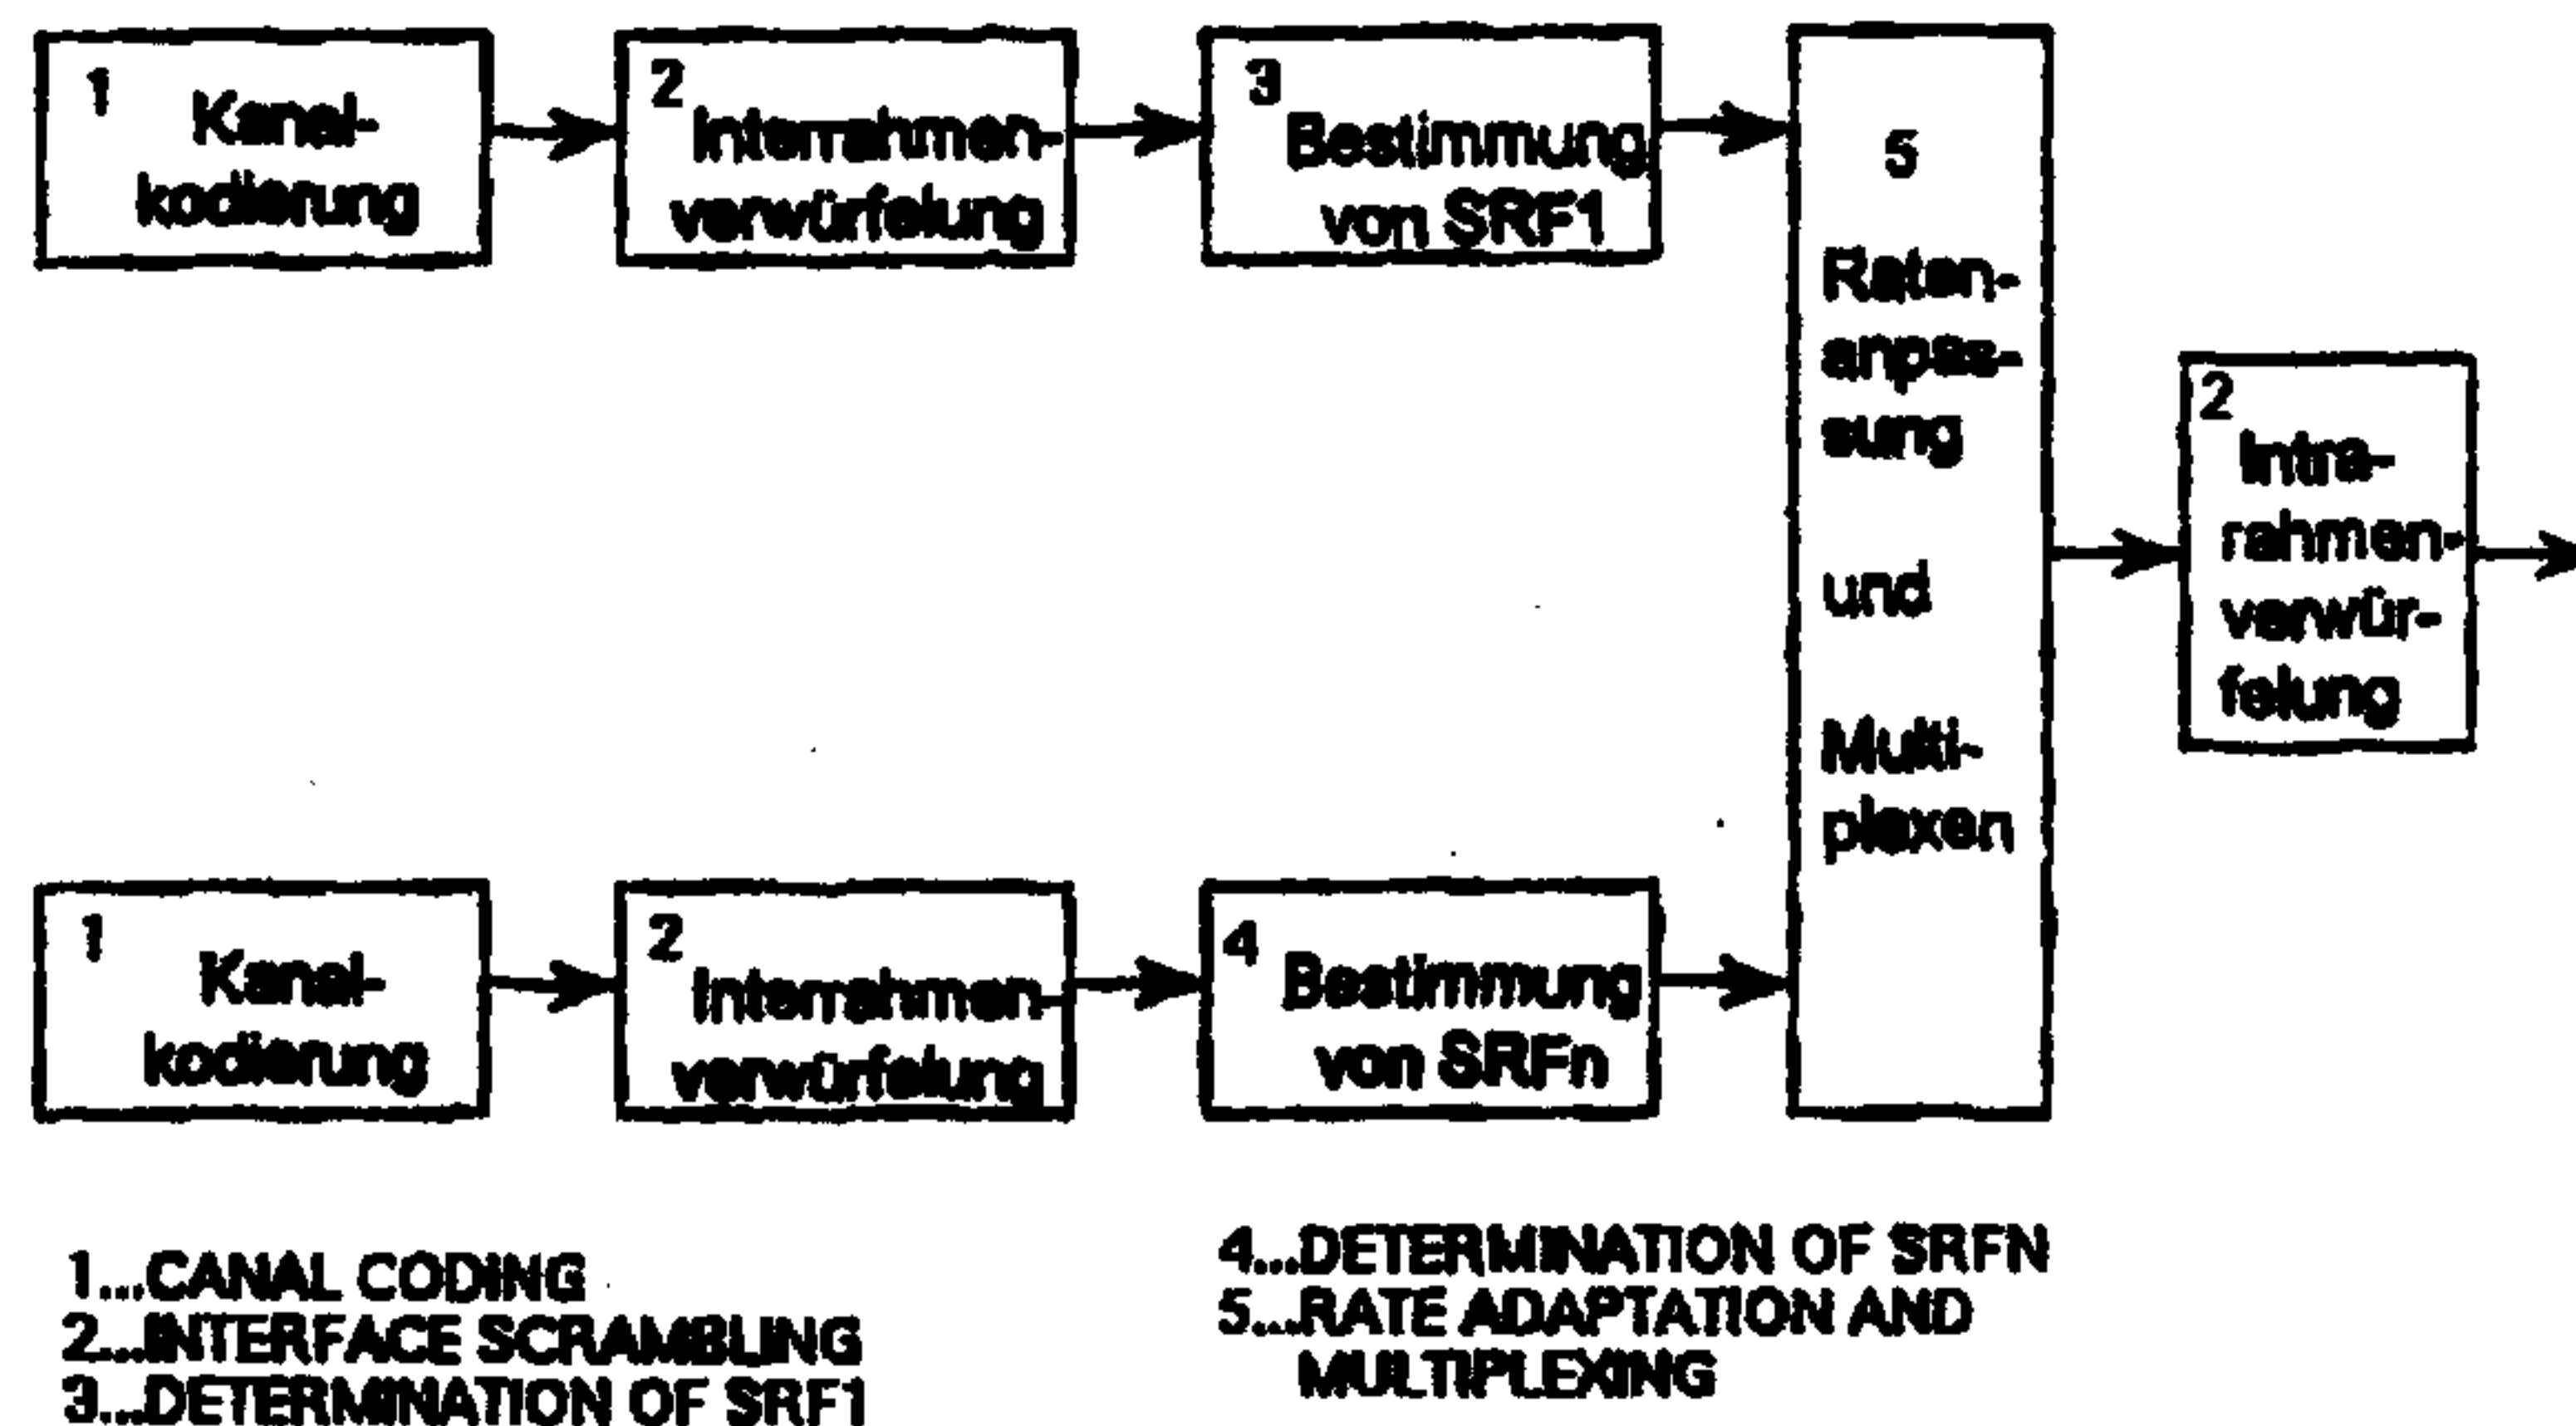 1
Kanal-
kodierung
2
Interrahmen-
verwürfelung
3
Bestimmung
von SRF1
5
Raten-
anpas-
sung
und
Multi-
plexen
2
Intra-
rahmen-
verwür-
felung
1
Kanal-
kodierung
2
Interrahmen-
verwürfelung
4
Bestimmung
von SRFn
1...CANAL CODING
2...INTERFACE SCRAMBLING
3...DETERMINATION OF SRF1
4...DETERMINATION OF SRFN
5...RATE ADAPTATION AND
MULTIPLEXING